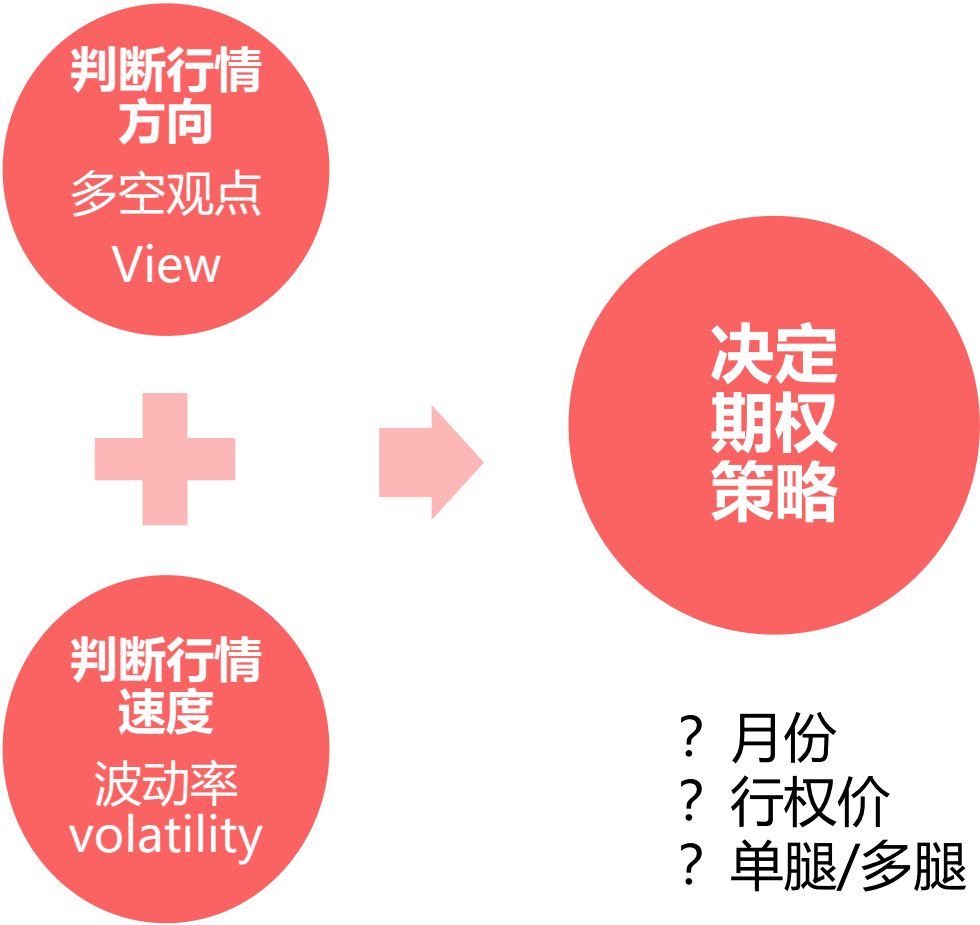 判断行情
方向
多空观点
View
判断行情
速度
波动率
volatility
决定
期权
策略
？月份
？行权价
？单腿/多腿